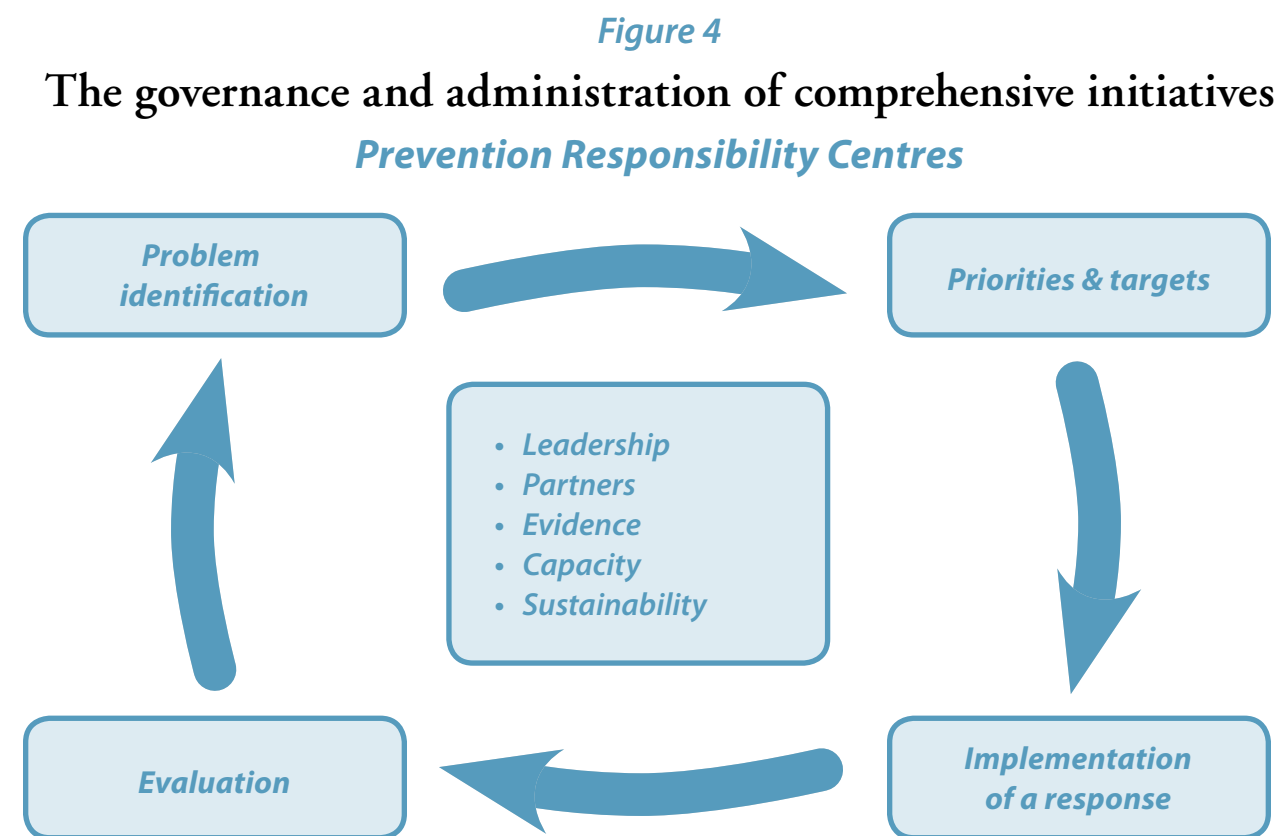 Figure 4
The governance and administration of comprehensive initiatives
Prevention Responsibility Centres
Problem
identification
Priorities & targets
• Leadership
• Partners
• Evidence
• Capacity
• Sustainability
Evaluation
Implementation
of a response